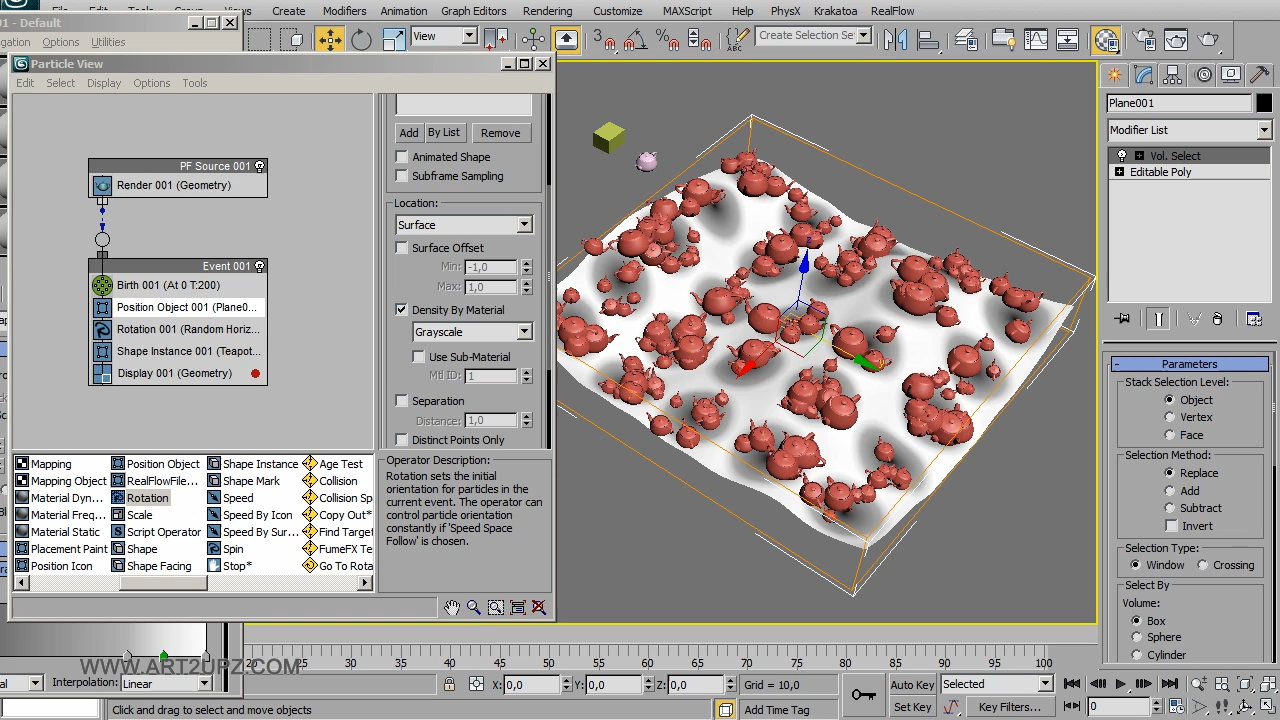 File Edit Tools Group Views Create Modifiers Animation Graph Editors Rendering Customize MAXScript Help PhysX Krakatoa RealFlow
01 - Default
gation Options Utilities
View
3
%
ABC
Create Selection Se
Particle View
Edit Select Display Options Tools
PF Source 001
Render 001 (Geometry)
Event 001
Birth 001 (At 0 T:200)
Position Object 001 (Plane0...
Rotation 001 (Random Horiz...
Shape Instance 001 (Teapot...
Display 001 (Geometry)
Add By List Remove
Animated Shape
Subframe Sampling
Location:
Surface
Surface Offset
Min: -1,0
Max: 1,0
Density By Material
Grayscale
Use Sub-Material
Mtl ID: 1
Separation
Distance: 1,0
Distinct Points Only
Mapping Position Object Shape Instance Age Test
Mapping Object RealFlowFile... Shape Mark Collision
Material Dyn... Rotation Speed Collision Sp
Material Freq... Scale Speed By Icon Copy Out*
Material Static Script Operator Speed By Sur... Find Target
Placement Paint Shape Spin FumeFX Te
Position Icon Shape Facing Stop* Go To Rota
Operator Description:
Rotation sets the initial
orientation for particles in the
current event. The operator can
control particle orientation
constantly if 'Speed Space
Follow' is chosen.
z
Plane001
Modifier List
Vol. Select
Editable Poly
Parameters
Stack Selection Level:
Object
Vertex
Face
Selection Method:
Replace
Add
Subtract
Invert
Selection Type:
Window Crossing
Select By
Volume:
Box
Sphere
Cylinder
WWW.ART2UPZ.COM
Interpolation: Linear
20 25 30 35 40 45 50 55 60 65 70 75 80 85 90 95 100
X: 0,0 Y: 0,0 Z: 0,0 Grid = 10,0
Auto Key Selected
Set Key Key Filters...
0
Click and drag to select and move objects
Add Time Tag